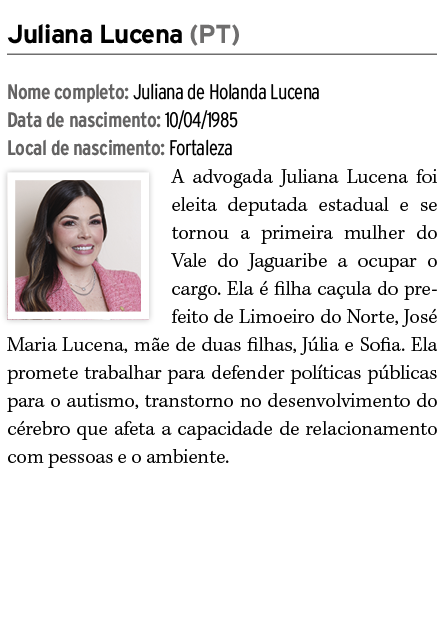 Juliana Lucena (PT)
Nome completo: Juliana de Holanda Lucena
Data de nascimento: 10/04/1985
Local de nascimento: Fortaleza
A advogada Juliana Lucena foi
eleita deputada estadual e se
tornou a primeira mulher do
Vale do Jaguaribe a ocupar o
cargo. Ela é filha caçula do pre-
feito de Limoeiro do Norte, José
Maria Lucena, mãe de duas filhas, Júlia e Sofia. Ela
promete trabalhar para defender políticas públicas
para o autismo, transtorno no desenvolvimento do
cérebro que afeta a capacidade de relacionamento
com pessoas e o ambiente.